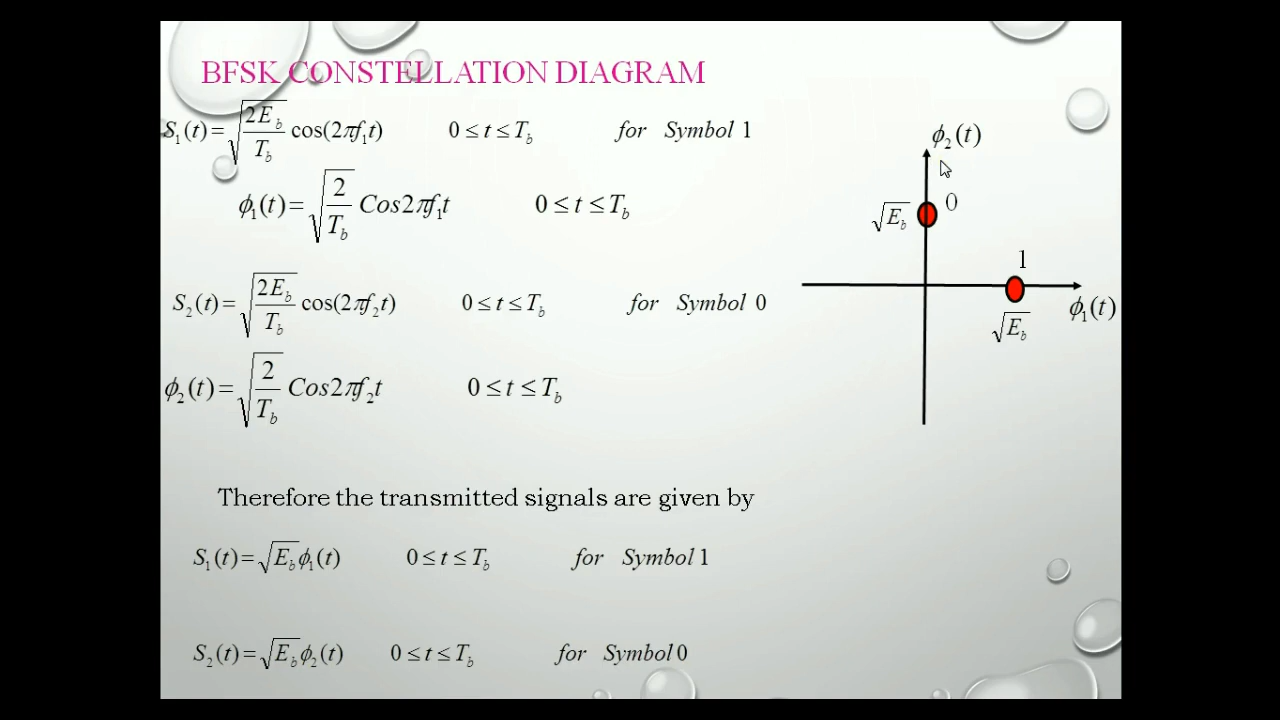 BFSK CONSTELLATION DIAGRAM
S₁(t) = √(2E_b/T_b) cos(2πf₁t) 0 ≤ t ≤ T_b for Symbol 1
ϕ₁(t) = √(2/T_b) Cos2πf₁t 0 ≤ t ≤ T_b
S₂(t) = √(2E_b/T_b) cos(2πf₂t) 0 ≤ t ≤ T_b for Symbol 0
ϕ₂(t) = √(2/T_b) Cos2πf₂t 0 ≤ t ≤ T_b
Therefore the transmitted signals are given by
S₁(t) = √E_b ϕ₁(t) 0 ≤ t ≤ T_b for Symbol 1
S₂(t) = √E_b ϕ₂(t) 0 ≤ t ≤ T_b for Symbol 0
ϕ₂(t)
√E_b 0
1
ϕ₁(t)
√E_b